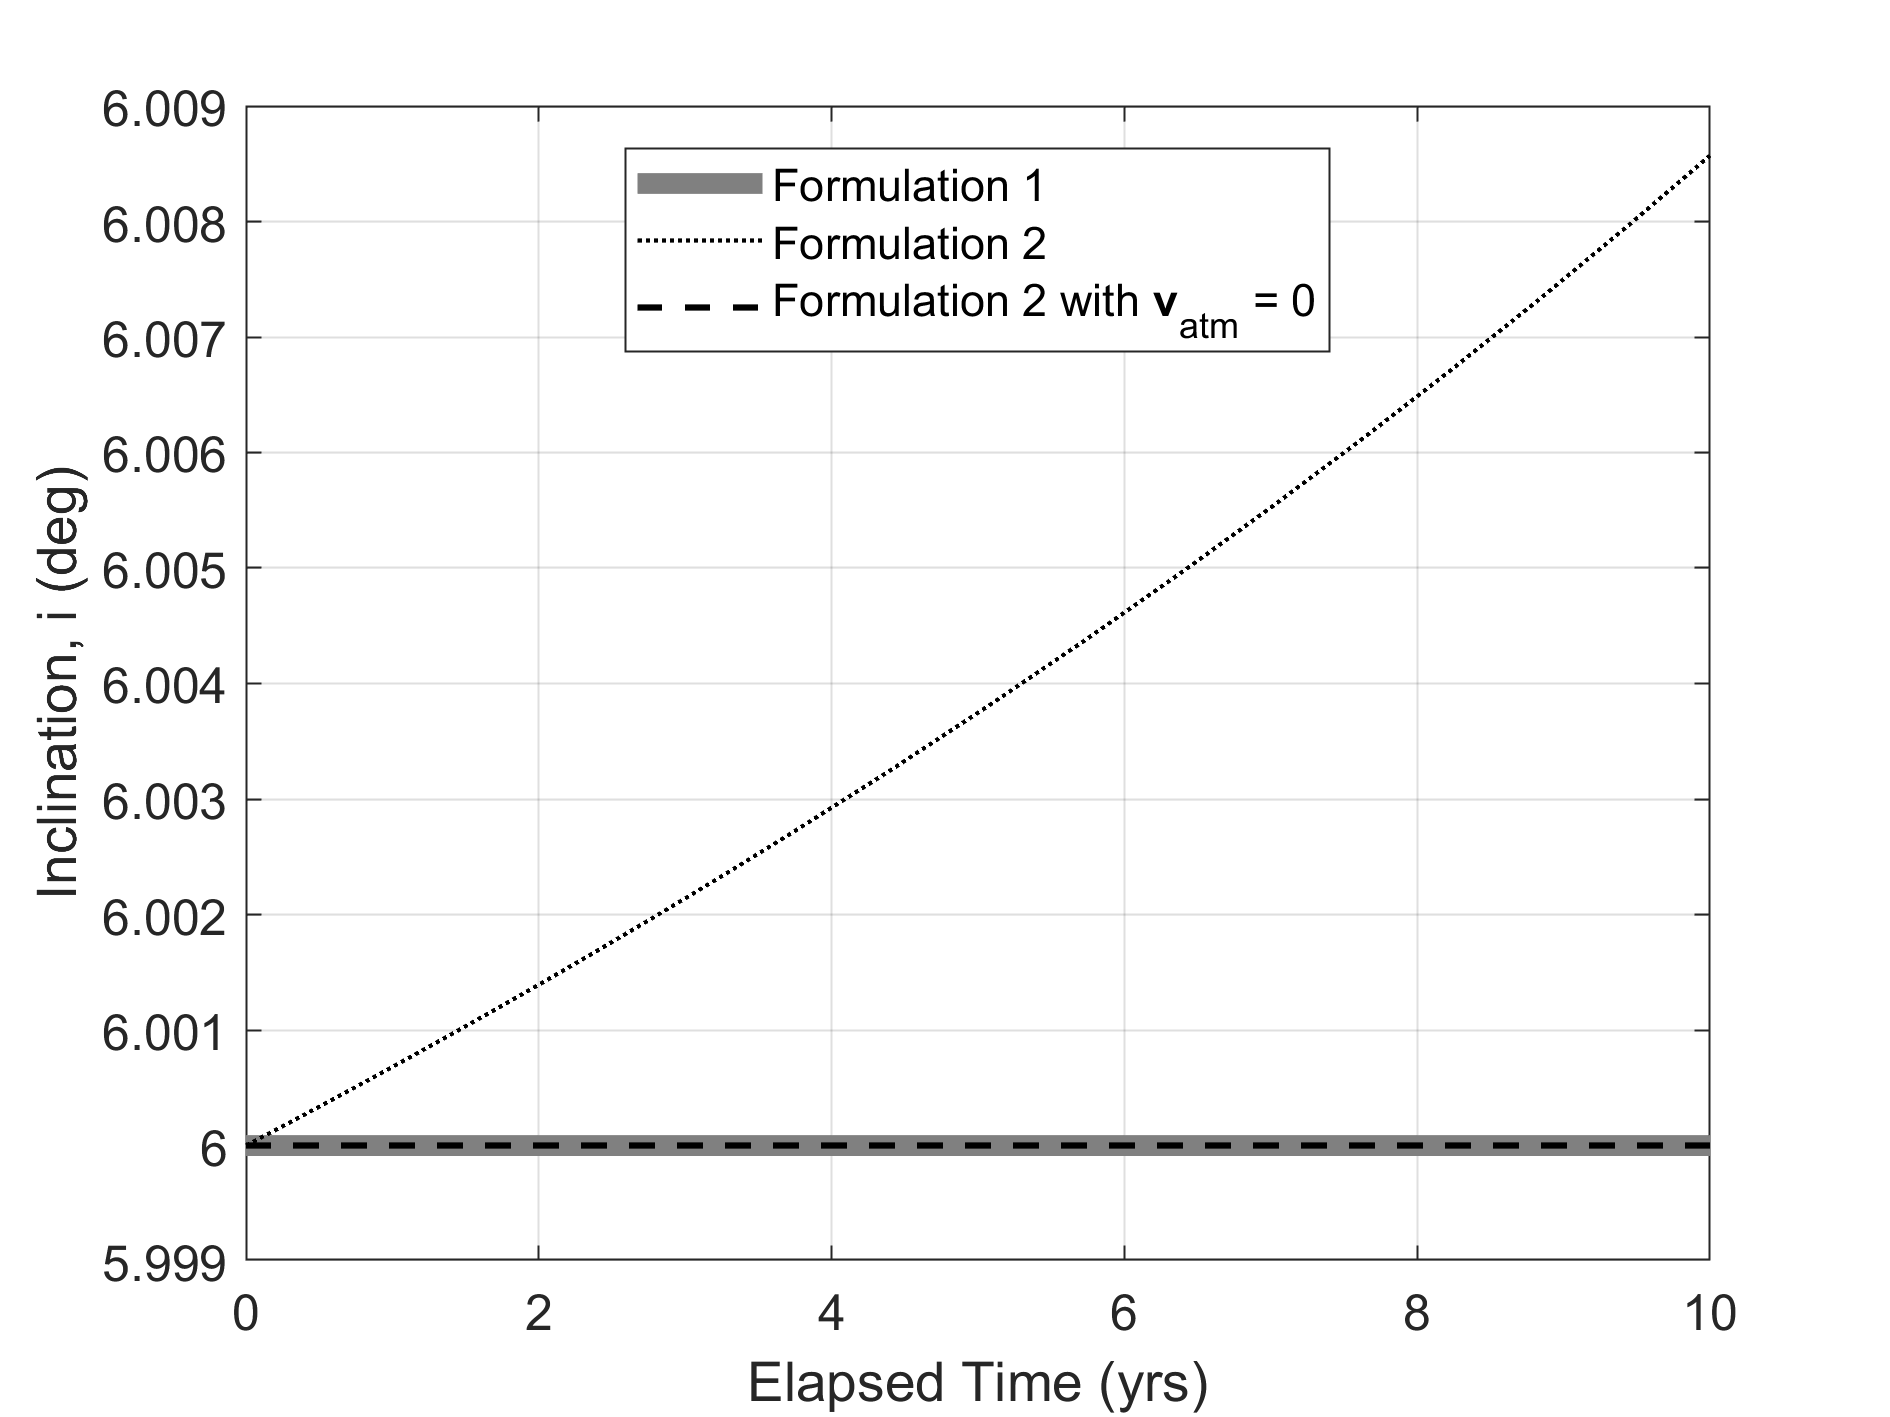 6.009
6.008
6.007
6.006
6.005
6.004
6.003
6.002
6.001
6
5.999
Inclination, i (deg)
Formulation 1
Formulation 2
Formulation 2 with v_atm = 0
0 2 4 6 8 10
Elapsed Time (yrs)